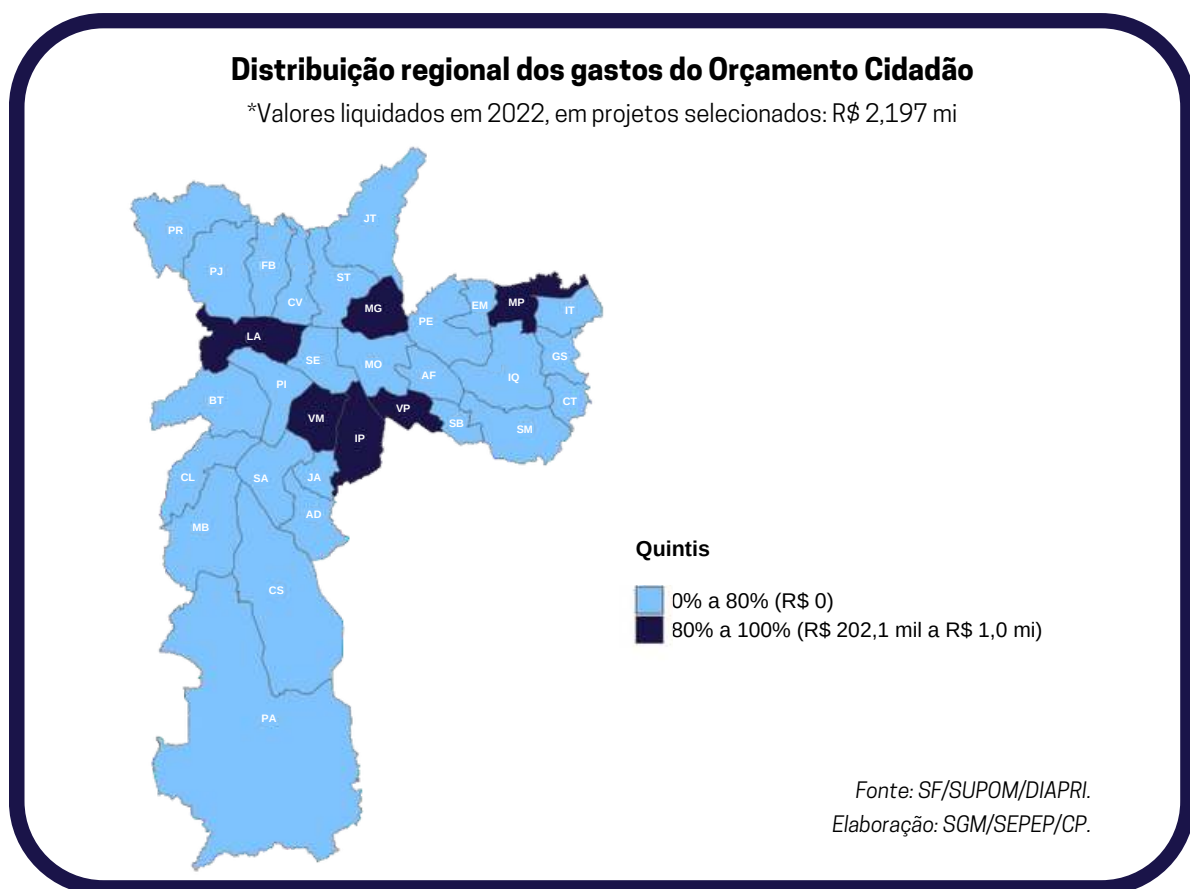 Distribuição regional dos gastos do Orçamento Cidadão
*Valores liquidados em 2022, em projetos selecionados: R$ 2,197 mi
JT
PR
PJ
FB
ST
CV
MG
EM
MP
IT
PE
LA
SE
MO
GS
AF
IQ
PI
BT
CT
VM
VP
SB
SM
IP
CL
SA
JA
MB
AD
CS
PA
Quintis
0% a 80% (R$ 0)
80% a 100% (R$ 202,1 mil a R$ 1,0 mi)
Fonte: SF/SUPOM/DIAPRI.
Elaboração: SGM/SEPEP/CP.